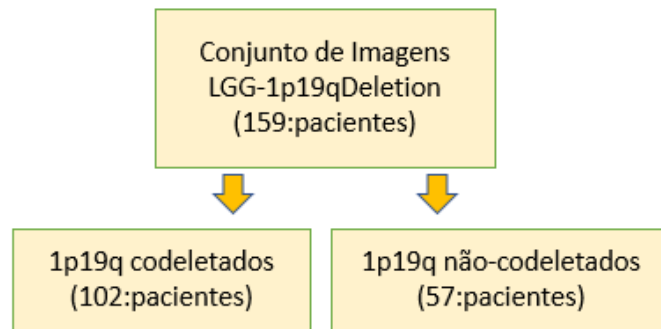 Conjunto de Imagens
LGG-1p19qDeletion
(159:pacientes)
1p19q codeletados
(102:pacientes)
1p19q não-codeletados
(57:pacientes)